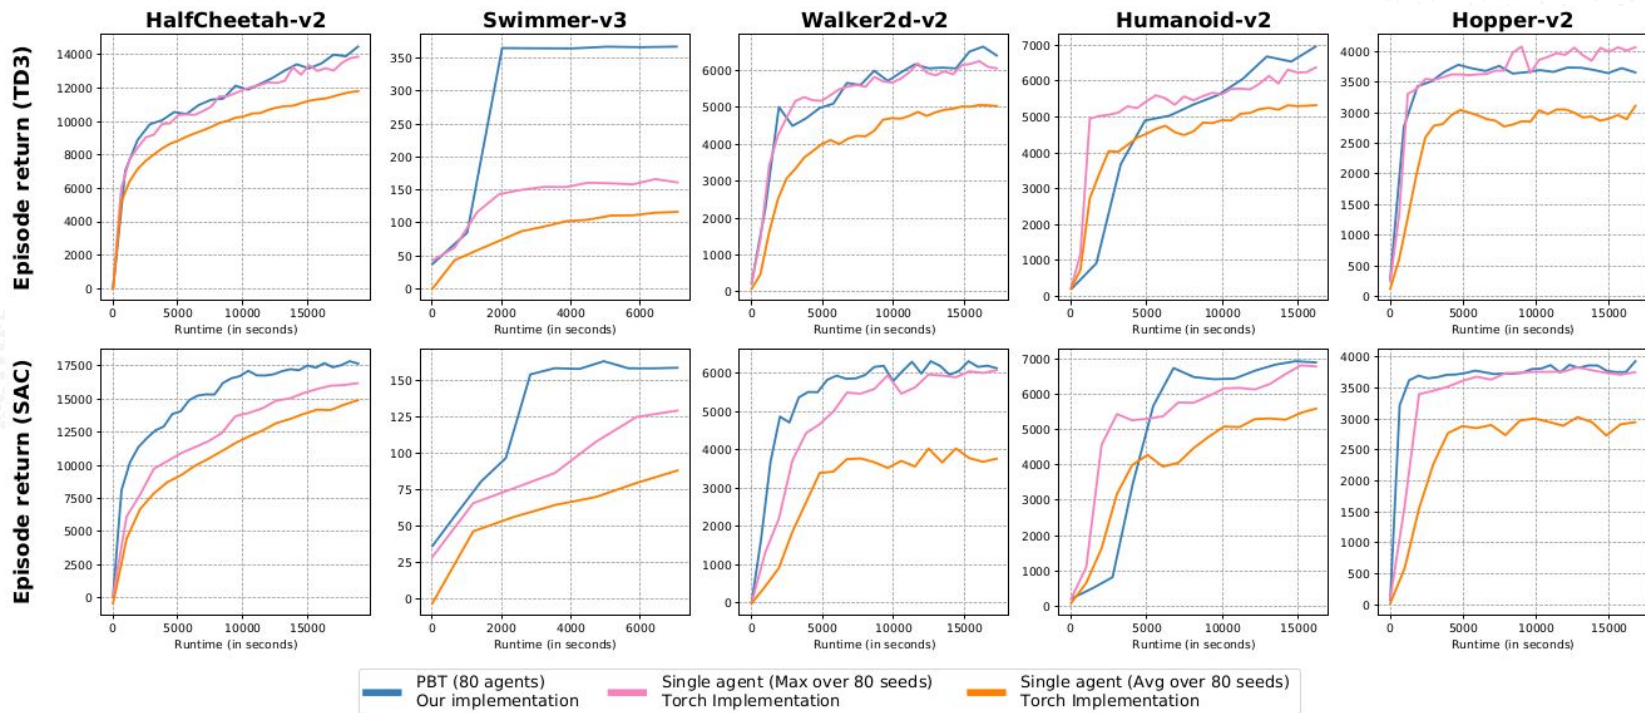 HalfCheetah-v2
Swimmer-v3
Walker2d-v2
Humanoid-v2
Hopper-v2
Episode return (TD3)
14000
12000
10000
8000
6000
4000
2000
0
0 5000 10000 15000
Runtime (in seconds)
350
300
250
200
150
100
50
0
0 2000 4000 6000
Runtime (in seconds)
6000
5000
4000
3000
2000
1000
0
0 5000 10000 15000
Runtime (in seconds)
7000
6000
5000
4000
3000
2000
1000
0
0 5000 10000 15000
Runtime (in seconds)
4000
3500
3000
2500
2000
1500
1000
500
0
0 5000 10000 15000
Runtime (in seconds)
Episode return (SAC)
17500
15000
12500
10000
7500
5000
2500
0
0 5000 10000 15000
Runtime (in seconds)
150
125
100
75
50
25
0
0 2000 4000 6000
Runtime (in seconds)
6000
5000
4000
3000
2000
1000
0
0 5000 10000 15000
Runtime (in seconds)
7000
6000
5000
4000
3000
2000
1000
0
0 5000 10000 15000
Runtime (in seconds)
4000
3500
3000
2500
2000
1500
1000
500
0
0 5000 10000 15000
Runtime (in seconds)
PBT (80 agents)
Our implementation
Single agent (Max over 80 seeds)
Torch Implementation
Single agent (Avg over 80 seeds)
Torch Implementation